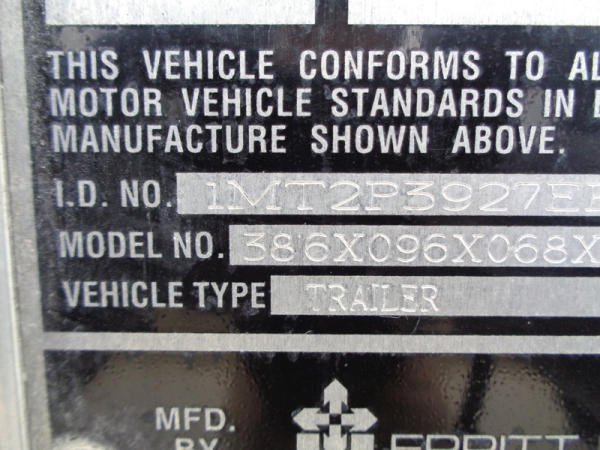 THIS VEHICLE CONFORMS TO AL
MOTOR VEHICLE STANDARDS IN
MANUFACTURE SHOWN ABOVE.
I.D. NO. 1MT2P3927E
MODEL NO. 386X096X068X
VEHICLE TYPE TRAILER
MFD.
BY